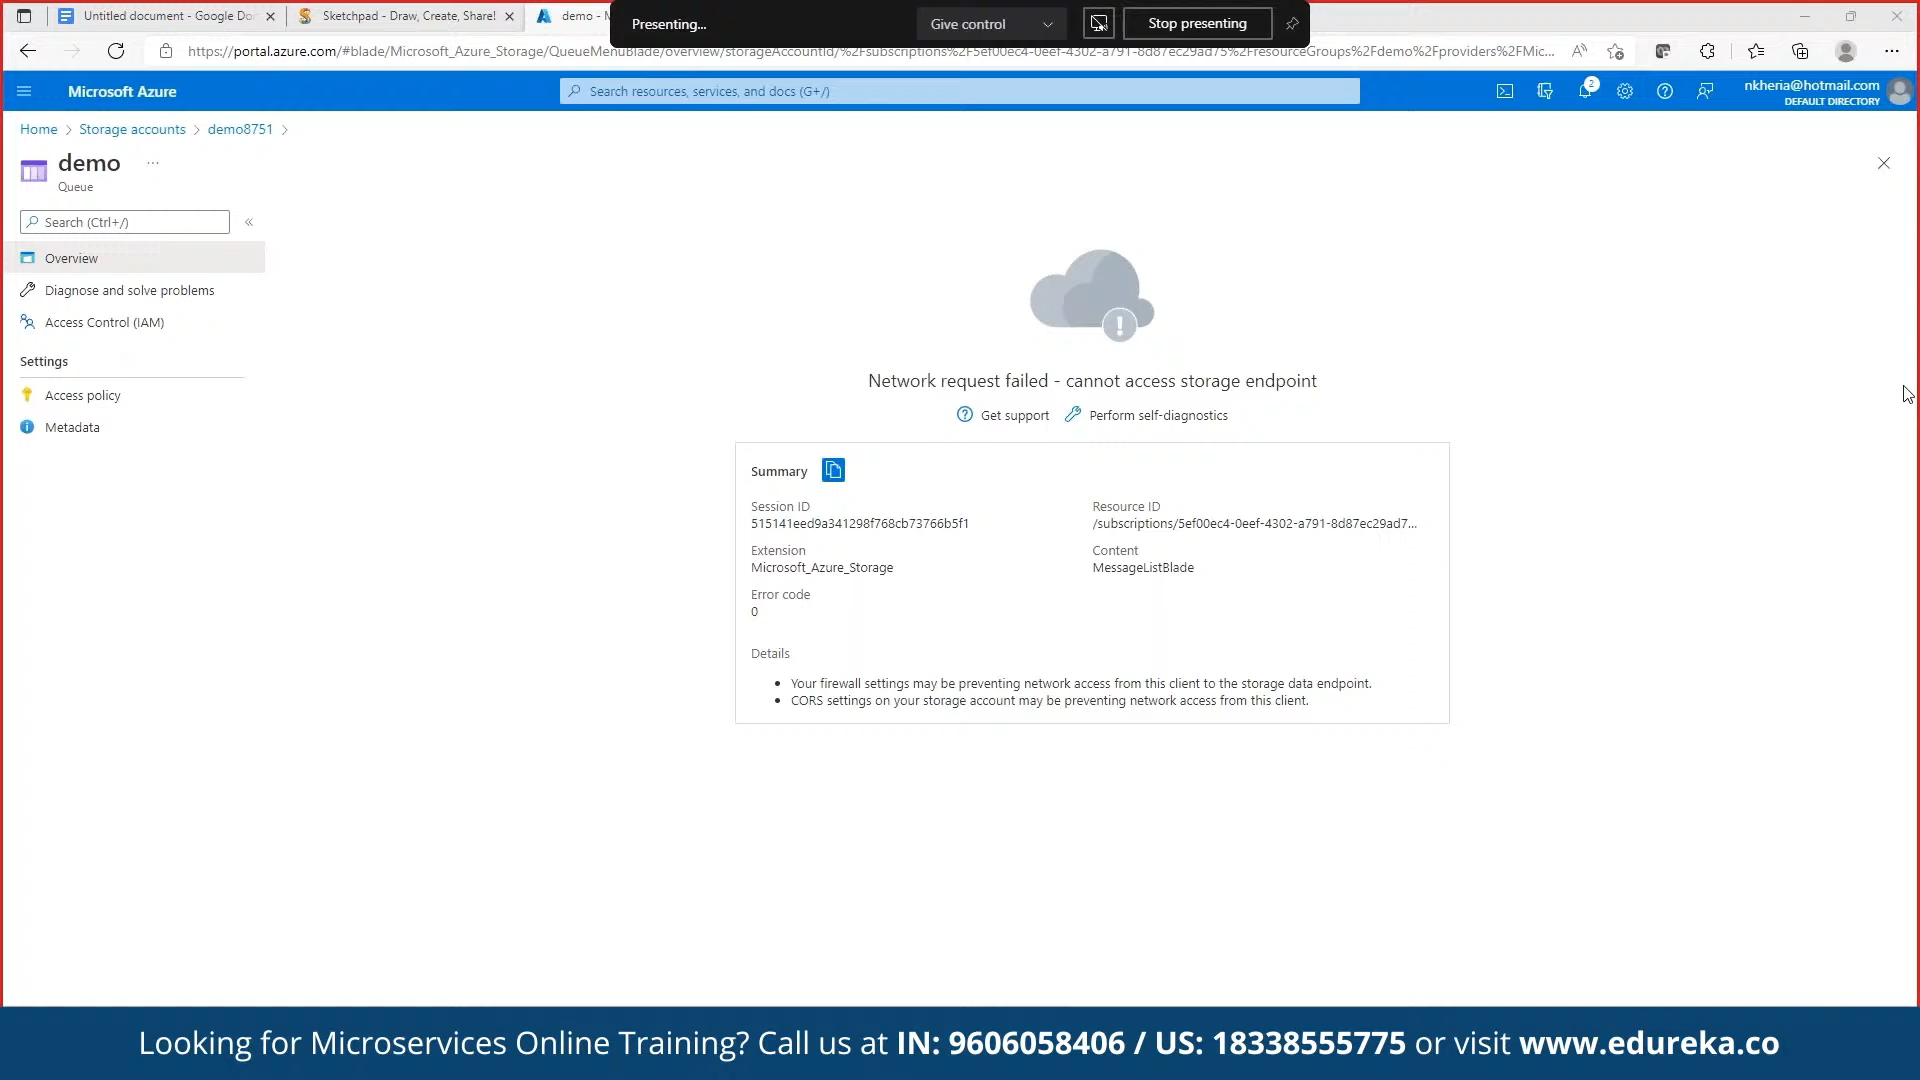 Untitled document - Google Do
Sketchpad - Draw, Create, Share!
demo - M
Presenting...
Give control
Stop presenting
https://portal.azure.com/#blade/Microsoft_Azure_Storage/QueueMenuBlade/overview/storageAccountId/%2Fsubscriptions%2F5ef00ec4-0eef-4302-a791-8d87ec29ad75%2FresourceGroups%2Fdemo%2Fproviders%2FMic...
Microsoft Azure
Search resources, services, and docs (G+/)
2
nkheria@hotmail.com
DEFAULT DIRECTORY
Home > Storage accounts > demo8751 >
demo ...
Queue
Search (Ctrl+/)
Overview
Diagnose and solve problems
Access Control (IAM)
Settings
Access policy
Metadata
Network request failed - cannot access storage endpoint
Get support
Perform self-diagnostics
Summary
Session ID
515141eed9a341298f768cb73766b5f1
Resource ID
/subscriptions/5ef00ec4-0eef-4302-a791-8d87ec29ad7...
Extension
Microsoft_Azure_Storage
Content
MessageListBlade
Error code
0
Details
• Your firewall settings may be preventing network access from this client to the storage data endpoint.
• CORS settings on your storage account may be preventing network access from this client.
Looking for Microservices Online Training? Call us at IN: 9606058406 / US: 18338555775 or visit www.edureka.co